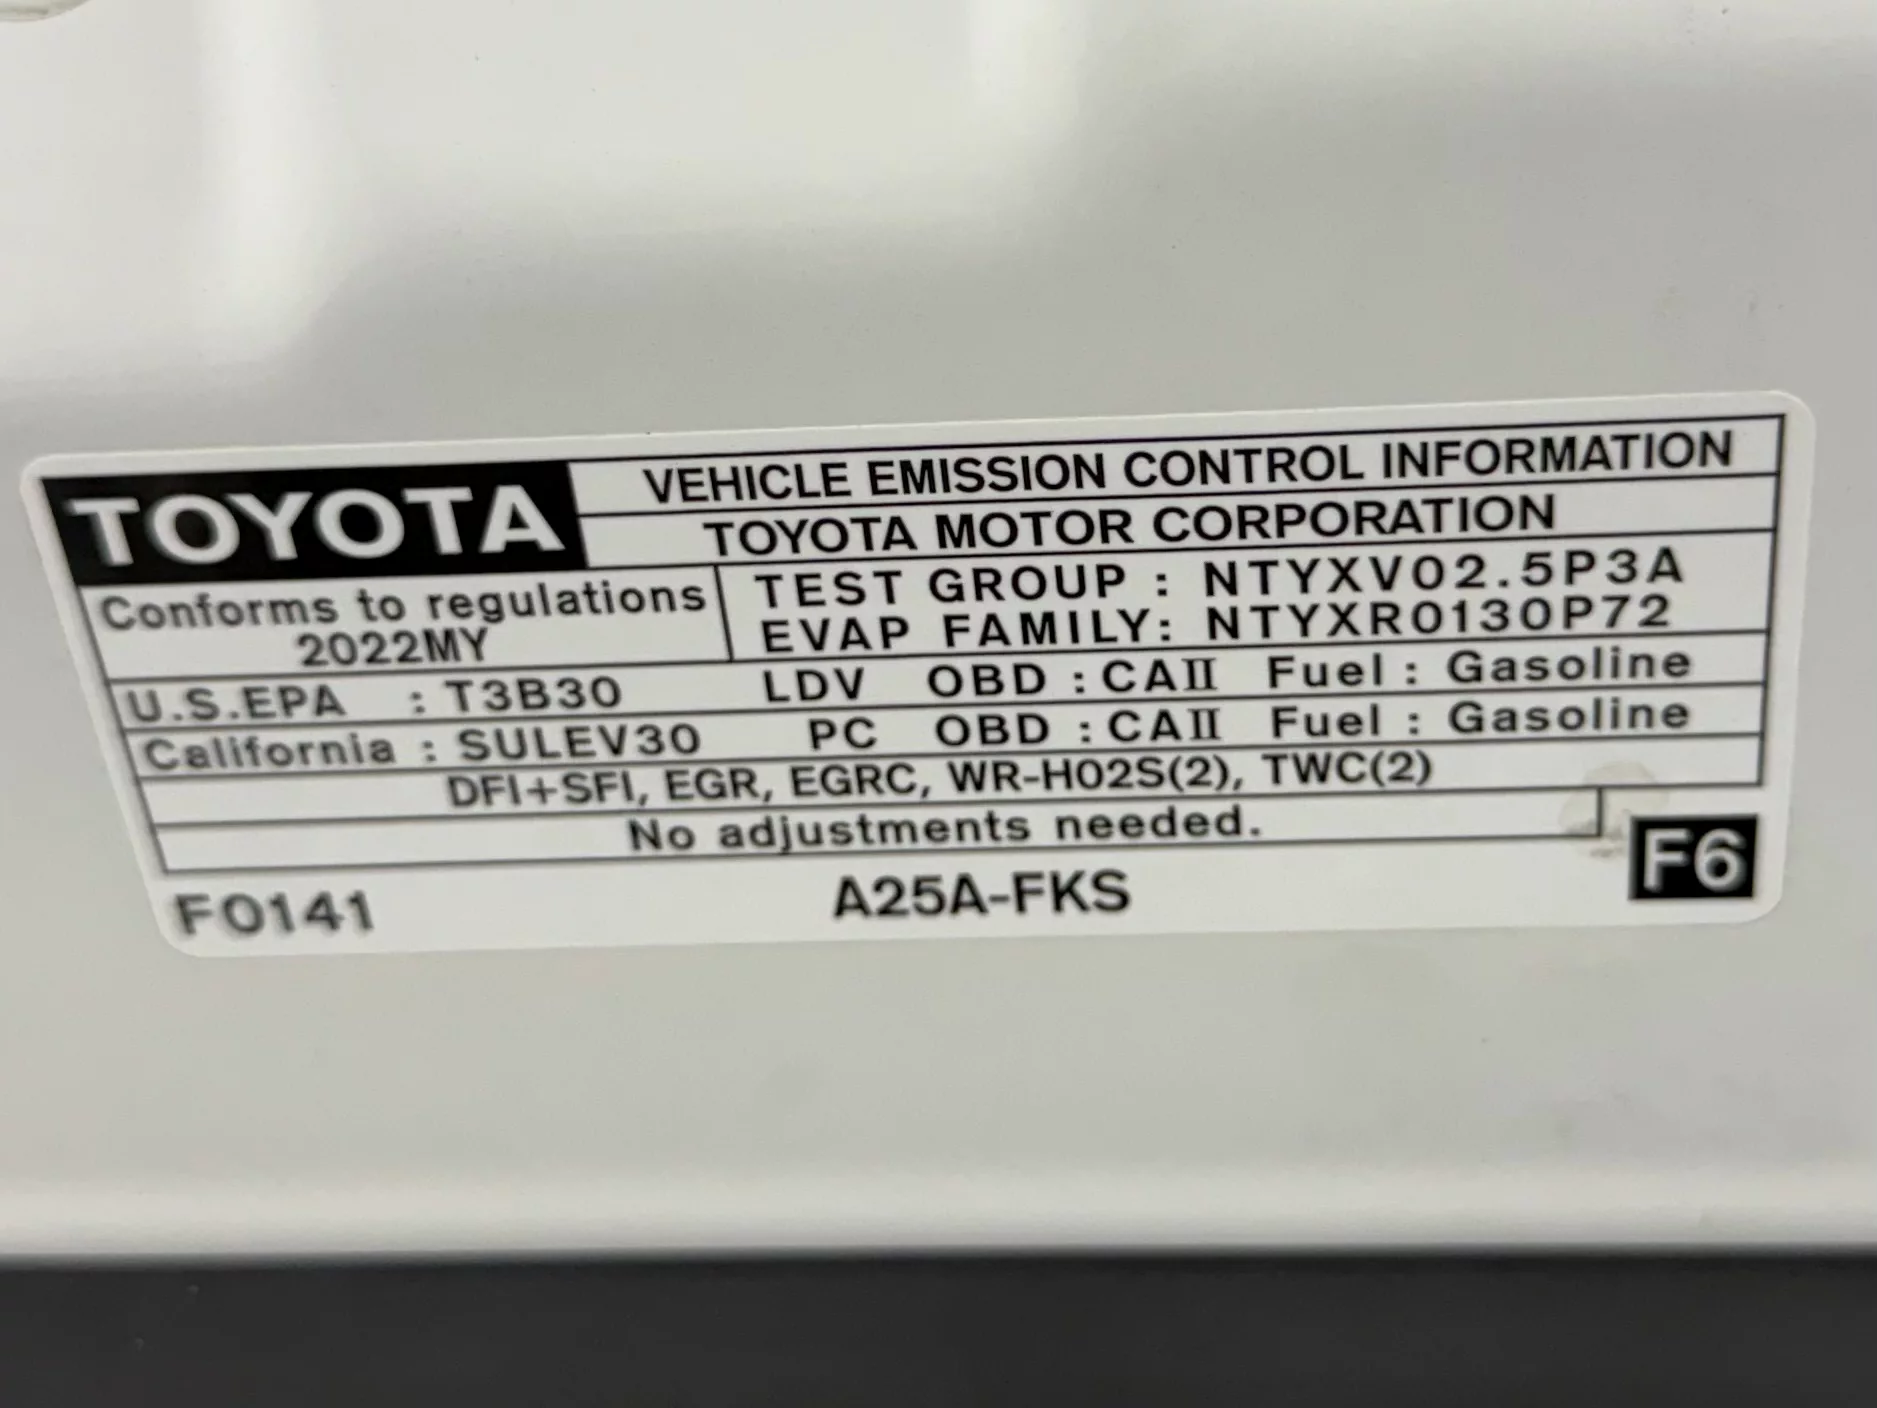 TOYOTA
VEHICLE EMISSION CONTROL INFORMATION
TOYOTA MOTOR CORPORATION
Conforms to regulations
2022MY
TEST GROUP : NTYXV02.5P3A
EVAP FAMILY: NTYXR0130P72
U.S.EPA : T3B30 LDV OBD : CAII Fuel : Gasoline
California : SULEV30 PC OBD : CAII Fuel : Gasoline
DFI+SFI, EGR, EGRC, WR-HO2S(2), TWC(2)
No adjustments needed.
F0141 A25A-FKS F6